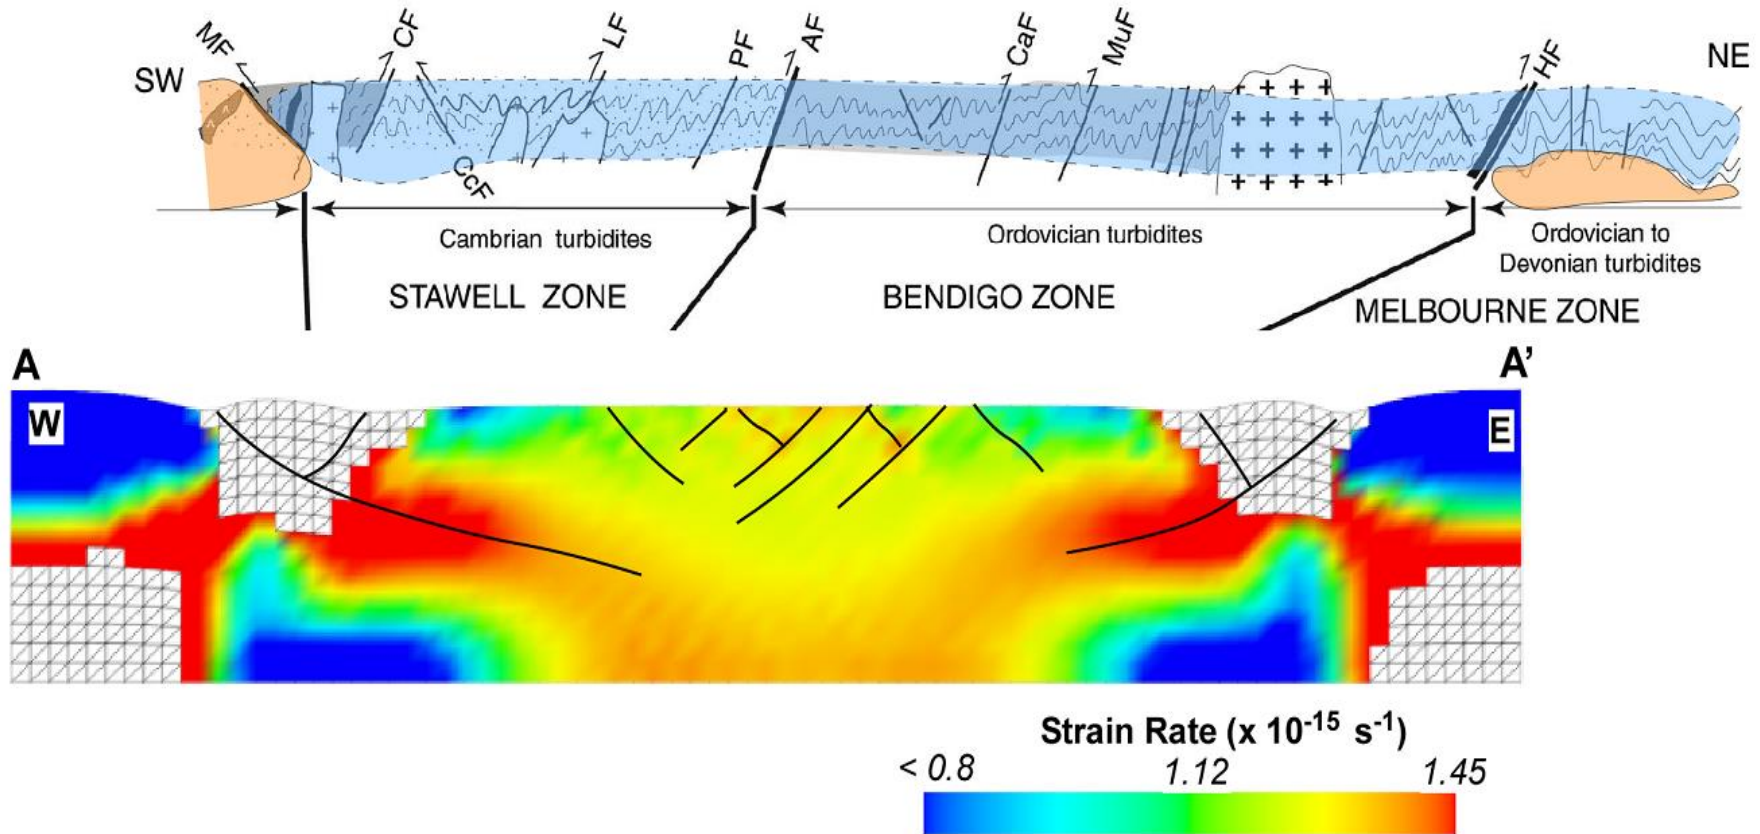 MF
CF
LF
PF
AF
CaF
MuF
HF
SW
NE
CcF
Cambrian turbidites
Ordovician turbidites
Ordovician to
Devonian turbidites
STAWELL ZONE
BENDIGO ZONE
MELBOURNE ZONE
A
A'
W
E
Strain Rate (x 10-15 s-1)
< 0.8
1.12
1.45